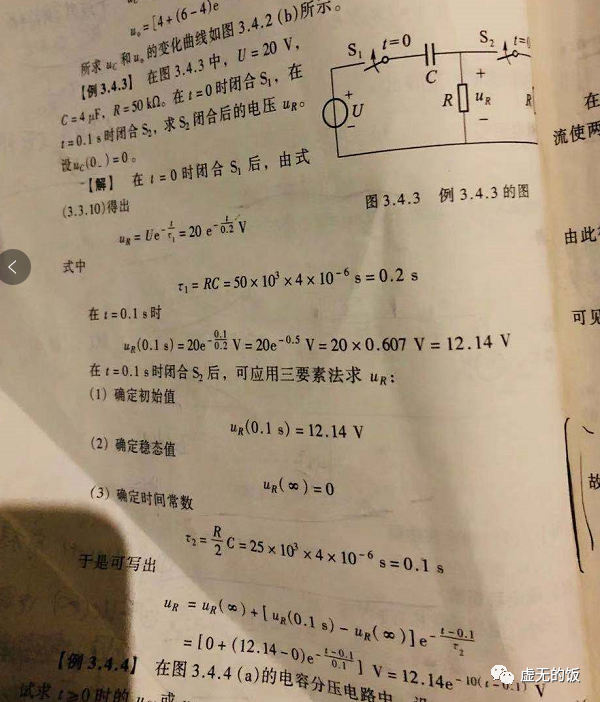 u_o = [4+(6-4)e
所求 u_C 和 u_o 的变化曲线如图 3.4.2 (b)所示。
【例3.4.3】 在图 3.4.3 中，U = 20 V，
C = 4 μF，R = 50 kΩ。在 t = 0 时闭合 S₁，在
t = 0.1 s 时闭合 S₂，求 S₂ 闭合后的电压 u_R。
设 u_C(0_-) = 0。
【解】 在 t = 0 时闭合 S₁ 后，由式
(3.3.10)得出
u_R = Ue^{-t/τ₁} = 20 e^{-t/0.2} V
式中
τ₁ = RC = 50 × 10³ × 4 × 10⁻⁶ s = 0.2 s
在 t = 0.1 s 时
u_R(0.1 s) = 20e^{-0.1/0.2} V = 20e^{-0.5} V = 20 × 0.607 V = 12.14 V
在 t = 0.1 s 时闭合 S₂ 后，可应用三要素法求 u_R：
(1) 确定初始值
u_R(0.1 s) = 12.14 V
(2) 确定稳态值
u_R(∞) = 0
(3) 确定时间常数
τ₂ = R/2 C = 25 × 10³ × 4 × 10⁻⁶ s = 0.1 s
于是可写出
u_R = u_R(∞) + [u_R(0.1 s) - u_R(∞)] e^{-(t-0.1)/τ₂}
= [0 + (12.14 - 0)e^{-(t-0.1)/0.1}] V = 12.14e^{-10(t-0.1)} V
【例3.4.4】 在图 3.4.4 (a)的电容分压电路中
试求 t ≥ 0 时的
S₁ t=0
S₂ t=
C
+
U
-
R
+
u_R
-
R
图 3.4.3 例 3.4.3 的图
在
流使两
由此
可见
故
虚无的饭